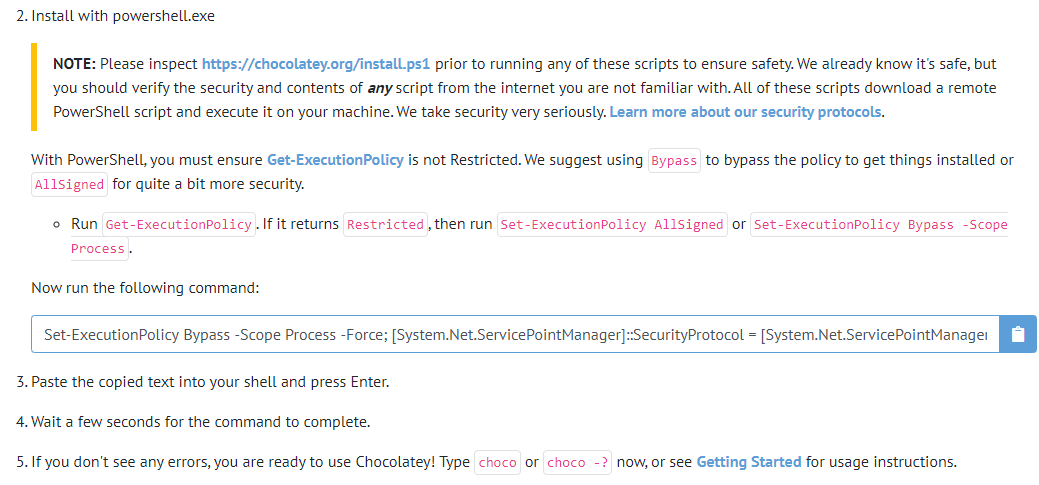 2. Install with powershell.exe
NOTE: Please inspect https://chocolatey.org/install.ps1 prior to running any of these scripts to ensure safety. We already know it's safe, but
you should verify the security and contents of any script from the internet you are not familiar with. All of these scripts download a remote
PowerShell script and execute it on your machine. We take security very seriously. Learn more about our security protocols.
With PowerShell, you must ensure Get-ExecutionPolicy is not Restricted. We suggest using Bypass to bypass the policy to get things installed or
AllSigned for quite a bit more security.
Run Get-ExecutionPolicy. If it returns Restricted, then run Set-ExecutionPolicy AllSigned or Set-ExecutionPolicy Bypass -Scope
Process.
Now run the following command:
Set-ExecutionPolicy Bypass -Scope Process -Force; [System.Net.ServicePointManager]::SecurityProtocol = [System.Net.ServicePointManager
3. Paste the copied text into your shell and press Enter.
4. Wait a few seconds for the command to complete.
5. If you don't see any errors, you are ready to use Chocolatey! Type choco or choco -? now, or see Getting Started for usage instructions.